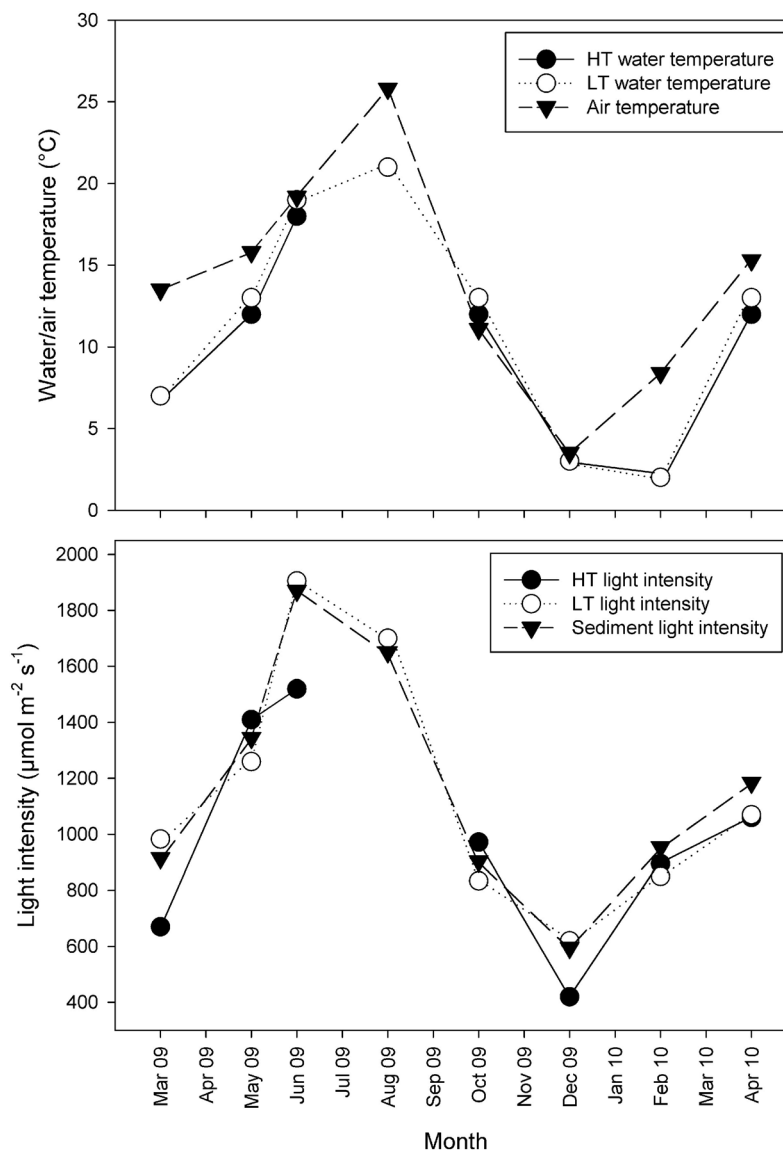 30
25
20
15
10
5
0
Water/air temperature (°C)
HT water temperature
LT water temperature
Air temperature
2000
1800
1600
1400
1200
1000
800
600
400
Light intensity (µmol m⁻² s⁻¹)
HT light intensity
LT light intensity
Sediment light intensity
Mar 09
Apr 09
May 09
Jun 09
Jul 09
Aug 09
Sep 09
Oct 09
Nov 09
Dec 09
Jan 10
Feb 10
Mar 10
Apr 10
Month